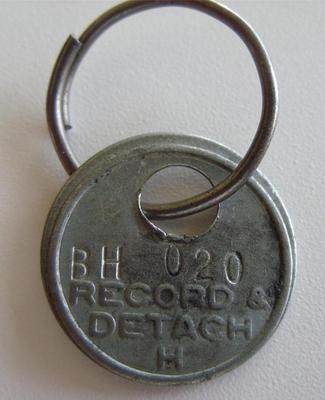 BH 020
RECORD &
DETACH
H